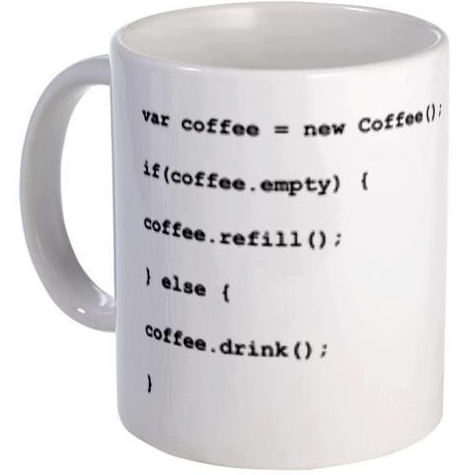 var coffee = new Coffee();
if(coffee.empty) {
coffee.refill();
} else {
coffee.drink();
}